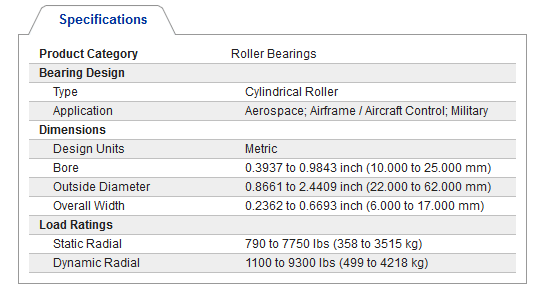 Specifications
Product Category Roller Bearings
Bearing Design
Type Cylindrical Roller
Application Aerospace; Airframe / Aircraft Control; Military
Dimensions
Design Units Metric
Bore 0.3937 to 0.9843 inch (10.000 to 25.000 mm)
Outside Diameter 0.8661 to 2.4409 inch (22.000 to 62.000 mm)
Overall Width 0.2362 to 0.6693 inch (6.000 to 17.000 mm)
Load Ratings
Static Radial 790 to 7750 lbs (358 to 3515 kg)
Dynamic Radial 1100 to 9300 lbs (499 to 4218 kg)